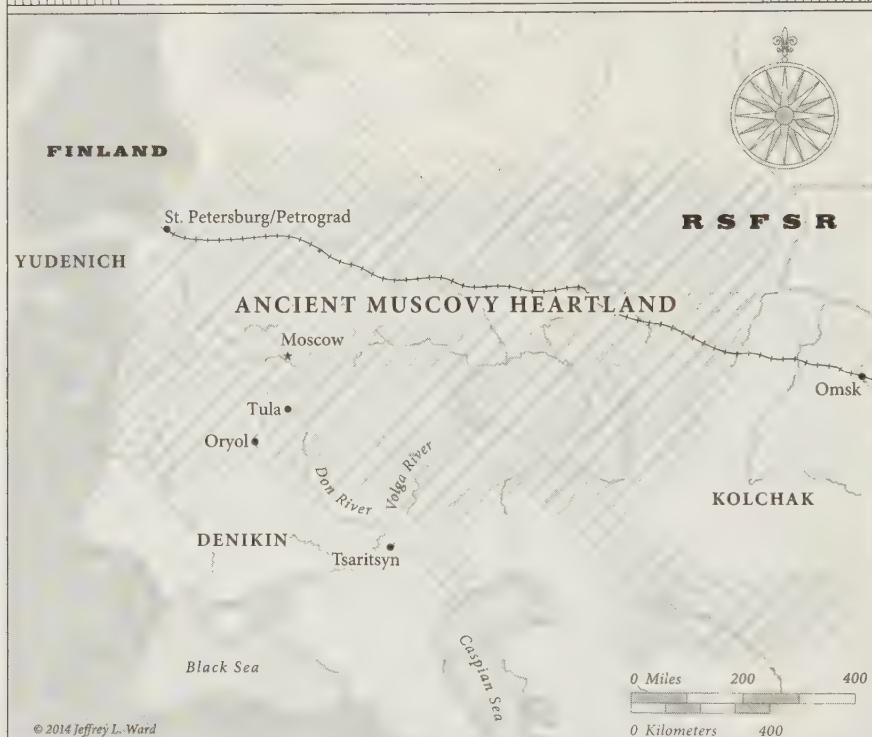 FINLAND
St. Petersburg/Petrograd
RSFSR
YUDENICH
ANCIENT MUSCOVY HEARTLAND
Moscow
Omsk
Tula
Oryol
Don River
Volga River
KOLCHAK
DENIKIN
Tsaritsyn
Black Sea
Caspian Sea
0 Miles 200 400
0 Kilometers 400
© 2014 Jeffrey L. Ward